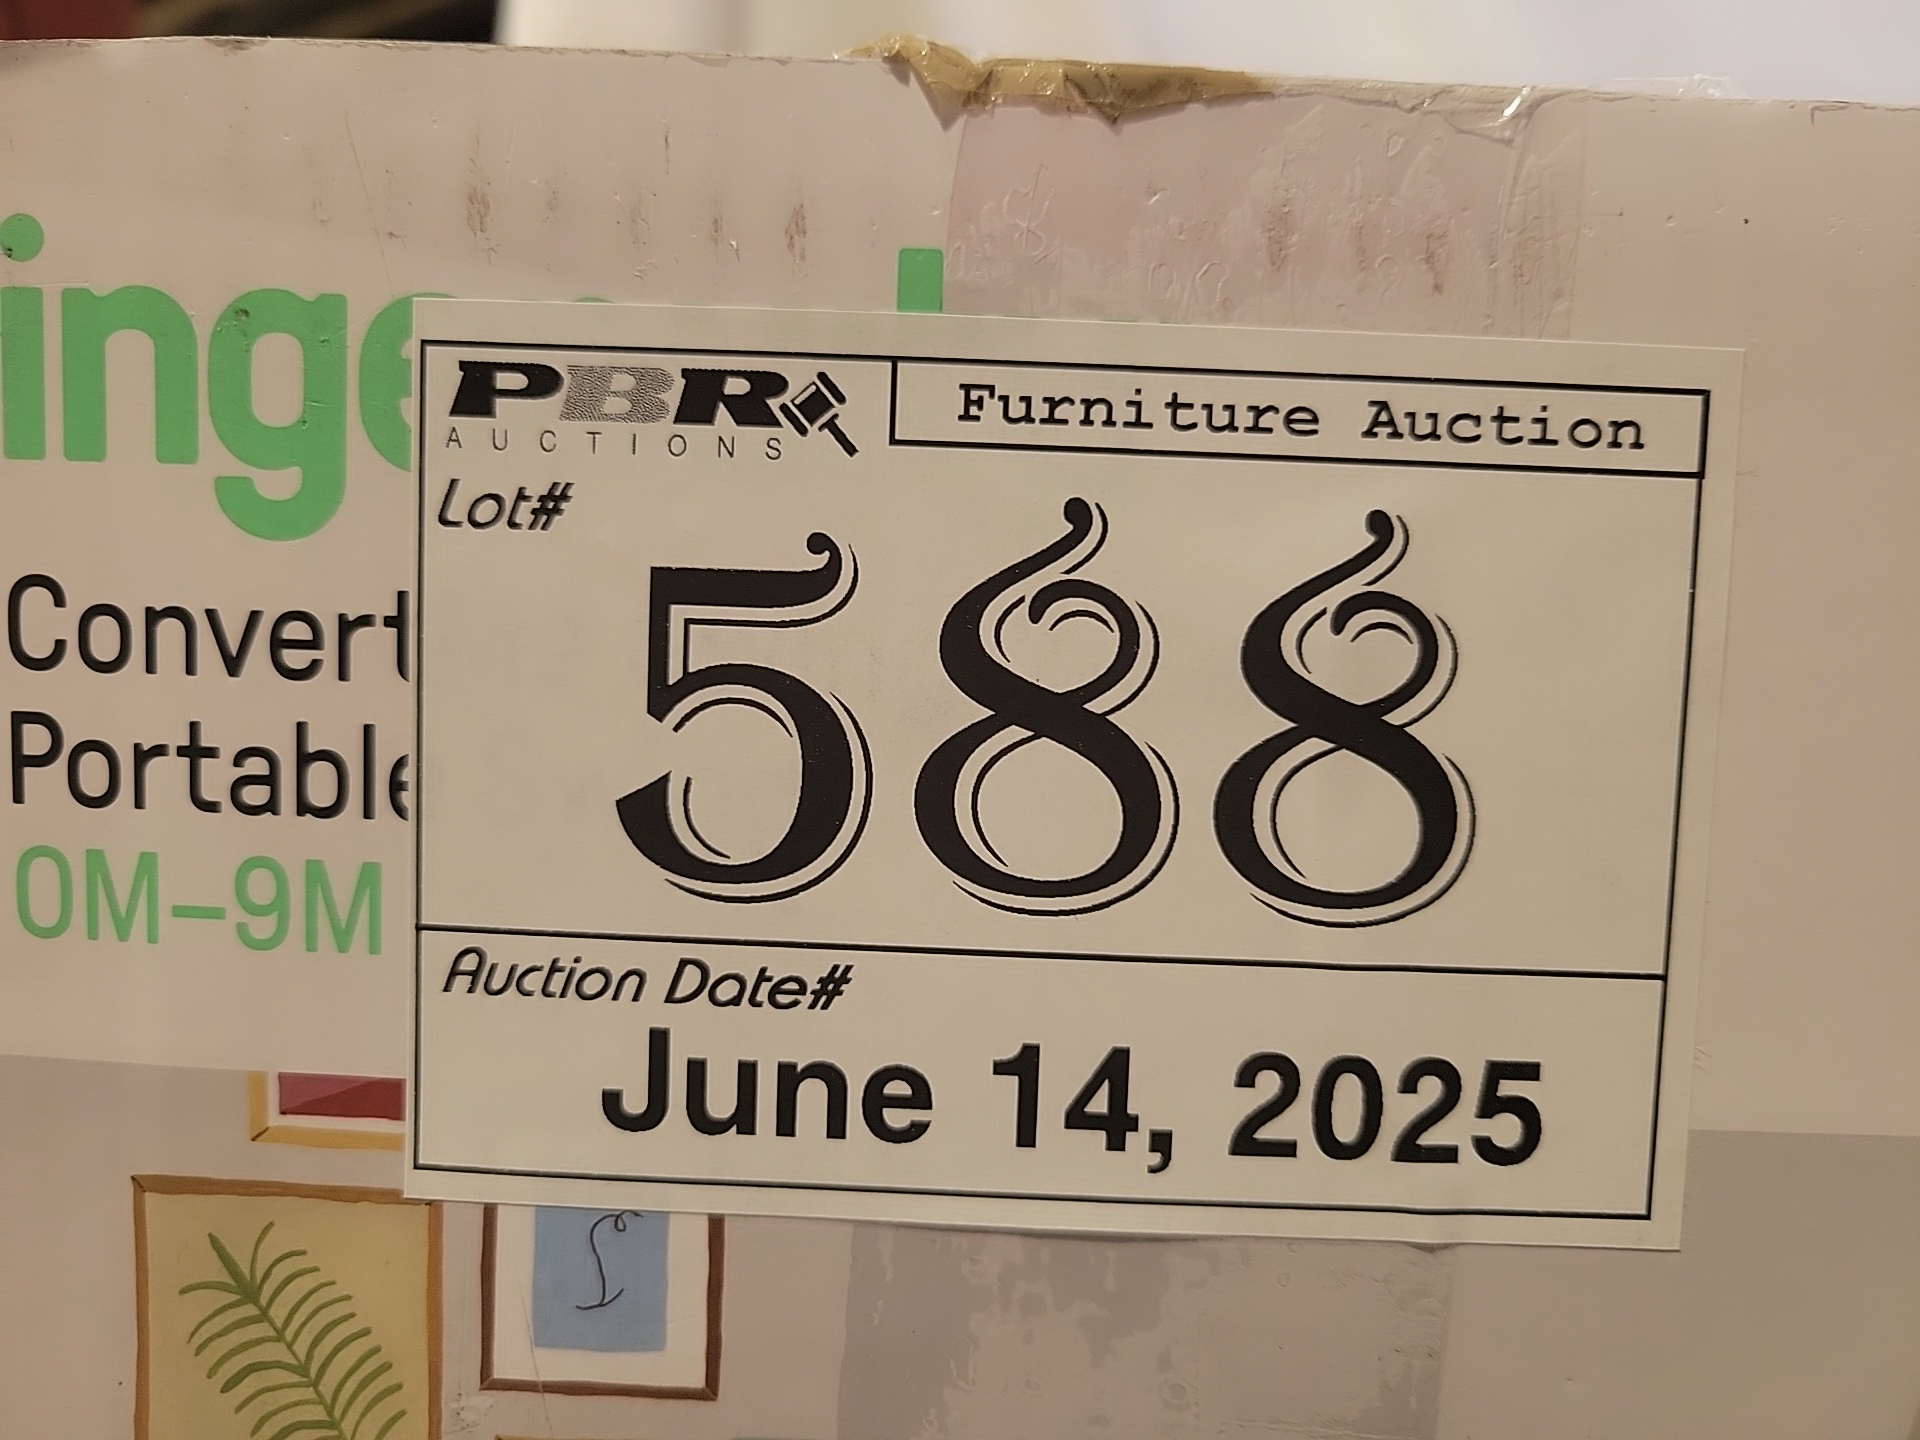 PBR
AUCTIONS
Furniture Auction
Lot#
588
Auction Date#
June 14, 2025
inge
Convert
Portable
0M–9M